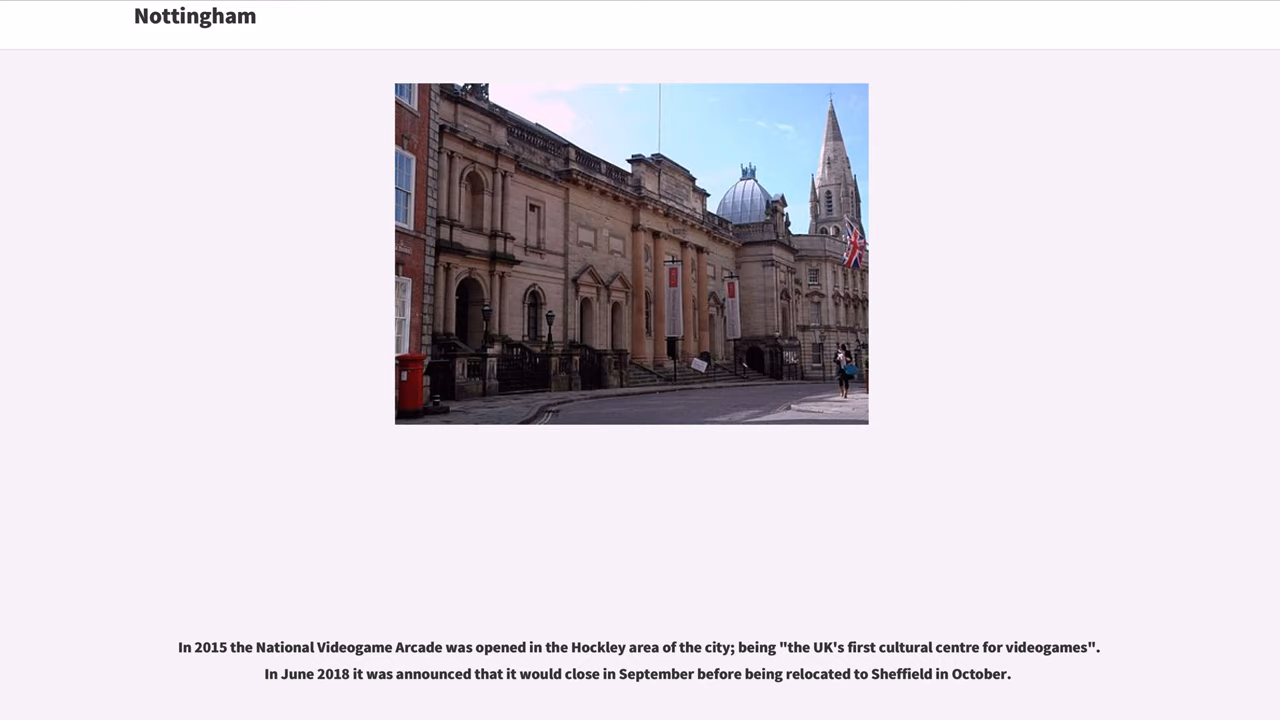 Nottingham
In 2015 the National Videogame Arcade was opened in the Hockley area of the city; being "the UK's first cultural centre for videogames".
In June 2018 it was announced that it would close in September before being relocated to Sheffield in October.